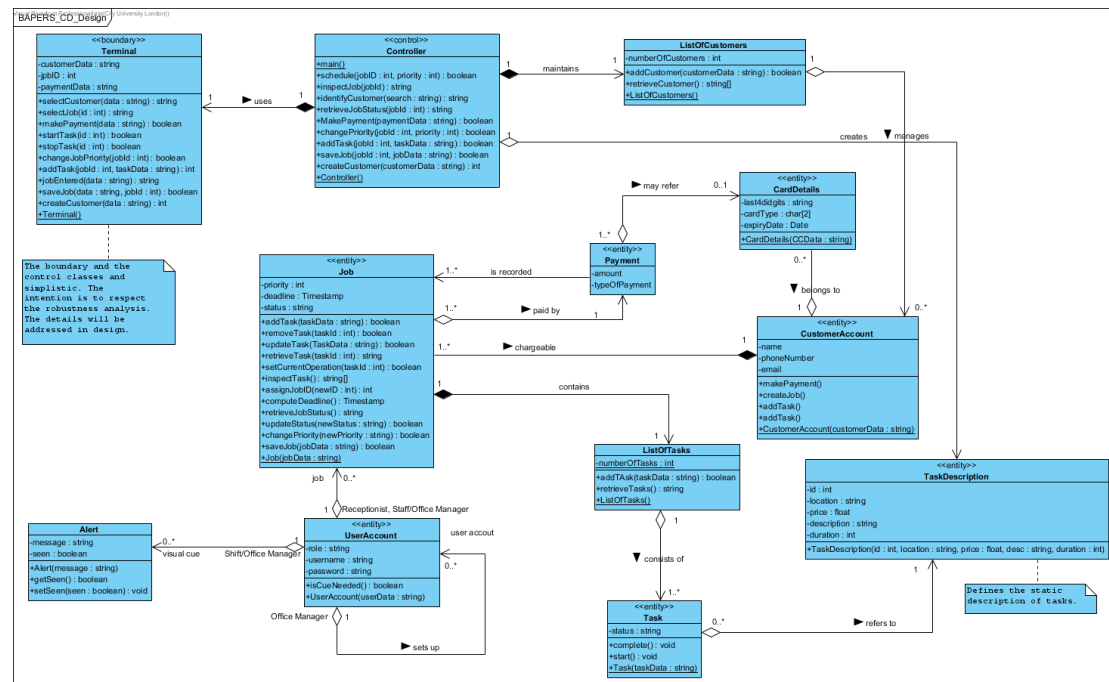 BAPERS_CD_Design
<<boundary>>
Terminal
-customerData : string
-jobID : int
-paymentData : string
+selectCustomer(data : string) : string
+selectJob(id : int) : string
+makePayment(data : string) : boolean
+startTask(id : int) : boolean
+stopTask(id : int) : boolean
+changeJobPriority(jobId : int) : boolean
+addTask(jobId : int, taskData : string) : int
+jobEntered(data : string) : string
+saveJob(data : string, jobId : int) : boolean
+createCustomer(data : string) : int
+Terminal()
The boundary and the
control classes and
simplistic. The
intention is to respect
the robustness analysis.
The details will be
addressed in design.
1
uses
1
<<control>>
Controller
+main()
+schedule(jobID : int, priority : int) : boolean
+inspectJob(jobId)
+identifyCustomer(search : string) : string
+retrieveJobStatus(jobId : int) : string
+MakePayment(paymentData : string) : boolean
+changePriority(jobId : int, priority : int) : boolean
+addTask(jobId : int, taskData : string) : boolean
+saveJob(jobId : int, jobData : string) : boolean
+createCustomer(customerData : string) : int
+Controller()
1
maintains
1
ListOfCustomers
-numberOfCustomers : int
+addCustomer(customerData : string) : boolean
+retrieveCustomer() : string[]
+ListOfCustomers()
1
1
creates
manages
may refer
0..1
1..*
<<entity>>
CardDetails
-last4didgits : string
-cardType : char[2]
-expiryDate : Date
+CardDetails(CCData : string)
0..*
belongs to
1
0..*
<<entity>>
Payment
-amount
-typeOfPayment
1..*
is recorded
1
1..*
paid by
1
1..*
chargeable
1
<<entity>>
Job
-priority : int
-deadline : Timestamp
-status : string
+addTask(taskData : string) : boolean
+removeTask(taskId : int) : boolean
+updateTask(TaskData : string) : boolean
+retrieveTask(taskId : int) : string
+setCurrentOperation(taskId : int) : boolean
+inspectTask() : string[]
+assignJobID(newID : int) : int
+computeDeadline() : Timestamp
+retrieveJobStatus() : string
+updateStatus(newStatus : string) : boolean
+changePriority(newPriority : string) : boolean
+saveJob(jobData : string) : boolean
+Job(jobData : string)
<<entity>>
CustomerAccount
-name
-phoneNumber
-email
+makePayment()
+createJob()
+addTask()
+addTask()
+CustomerAccount(customerData : string)
1
contains
1
ListOfTasks
-numberOfTasks : int
+addTAsk(taskData : string) : boolean
+retrieveTasks() : string
+ListOfTasks()
1
consists of
1..*
<<entity>>
TaskDescription
-id : int
-location : string
-price : float
-description : string
-duration : int
+TaskDescription(id : int, location : string, price : float, desc : string, duration : int)
1
Defines the static
description of tasks.
job
0..*
1
Receptionist, Staff/Office Manager
<<entity>>
UserAccount
-role : string
-username : string
-password : string
+isCueNeeded() : boolean
+UserAccount(userData : string)
user accout
0..*
Office Manager
1
sets up
Alert
-message : string
-seen : boolean
+Alert(message : string)
+getSeen() : boolean
+setSeen(seen : boolean) : void
0..*
visual cue
1
Shift/Office Manager
<<entity>>
Task
-status : string
+complete() : void
+start() : void
+Task(taskData : string)
0..*
refers to